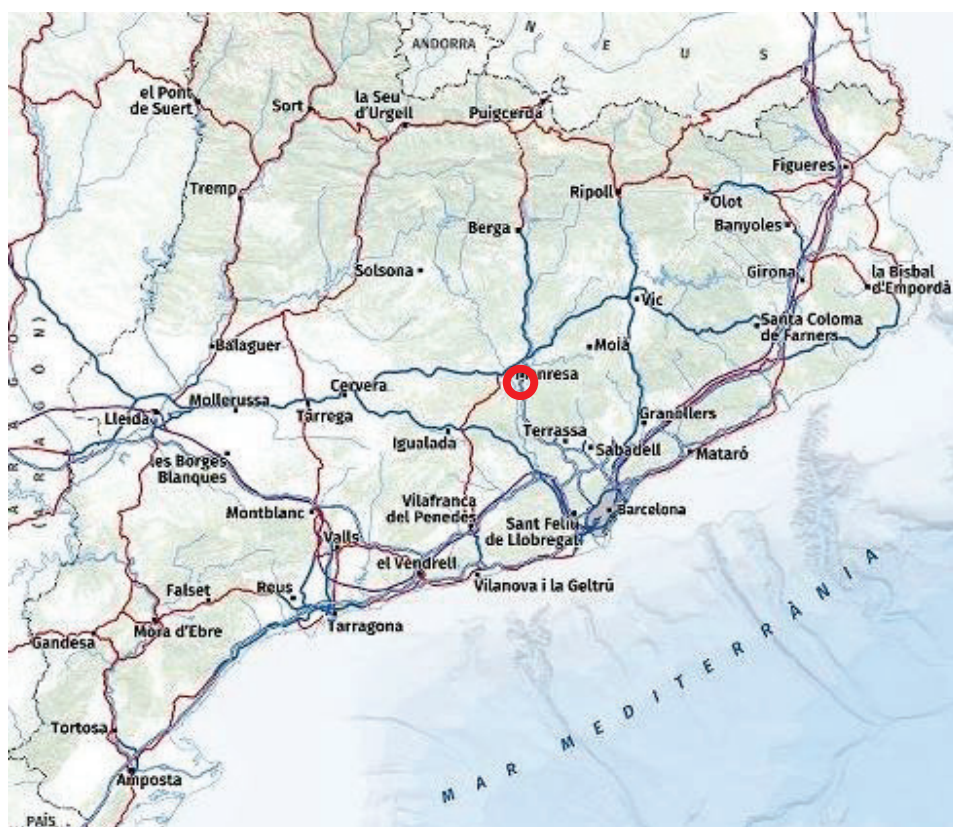 N E U S
ANDORRA
el Pont
de Suert
Sort
la Seu
d'Urgell
Puigcerdà
Figueres
Tremp
Ripoll
Olot
Berga
Banyoles
Solsona
Girona
la Bisbal
d'Empordà
Vic
Santa Coloma
de Farners
Balaguer
Moià
Manresa
Cervera
Mollerussa
Lleida
Tàrrega
Granollers
Igualada
Terrassa
Sabadell
Mataró
les Borges
Blanques
Vilafranca
del Penedès
Montblanc
Sant Feliu
de Llobregat
Barcelona
Valls
el Vendrell
Falset
Reus
Vilanova i la Geltrú
Móra d'Ebre
Tarragona
Gandesa
Tortosa
Amposta
MAR MEDITERRÀNIA
PAÍS